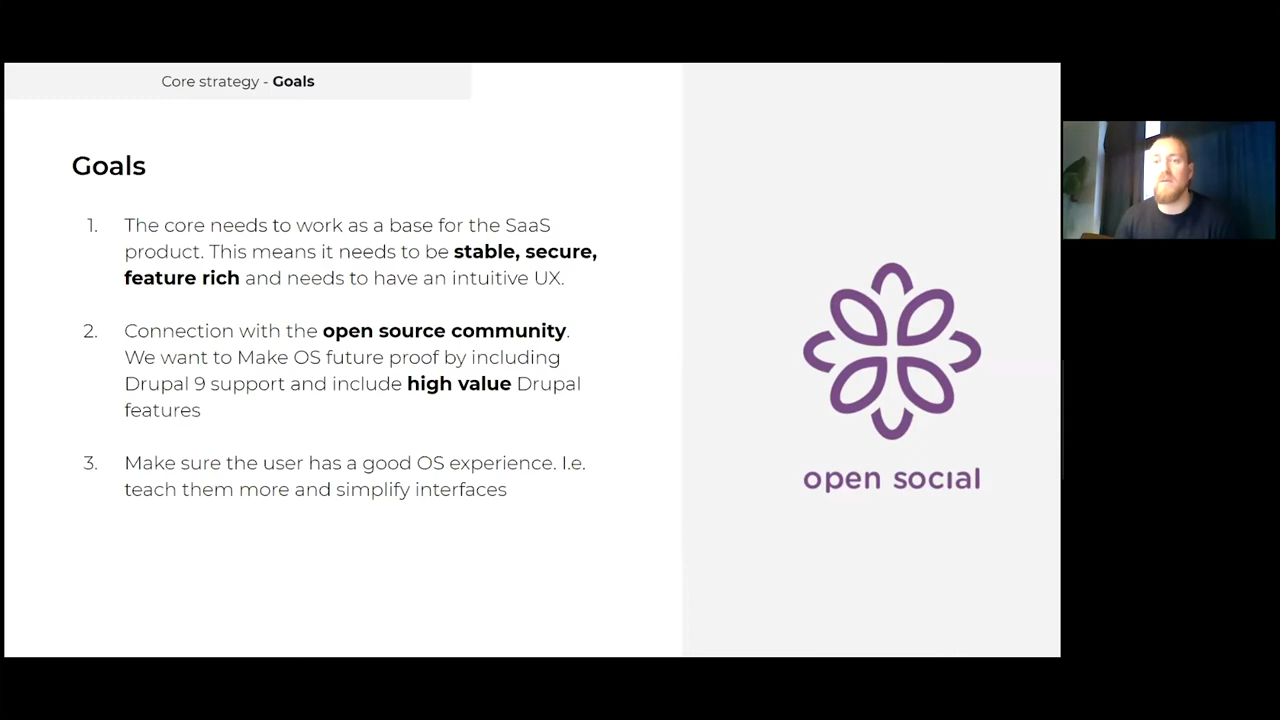 Core strategy - Goals
Goals
1. The core needs to work as a base for the SaaS
product. This means it needs to be stable, secure,
feature rich and needs to have an intuitive UX.
2. Connection with the open source community.
We want to Make OS future proof by including
Drupal 9 support and include high value Drupal
features
3. Make sure the user has a good OS experience. I.e.
teach them more and simplify interfaces
open social